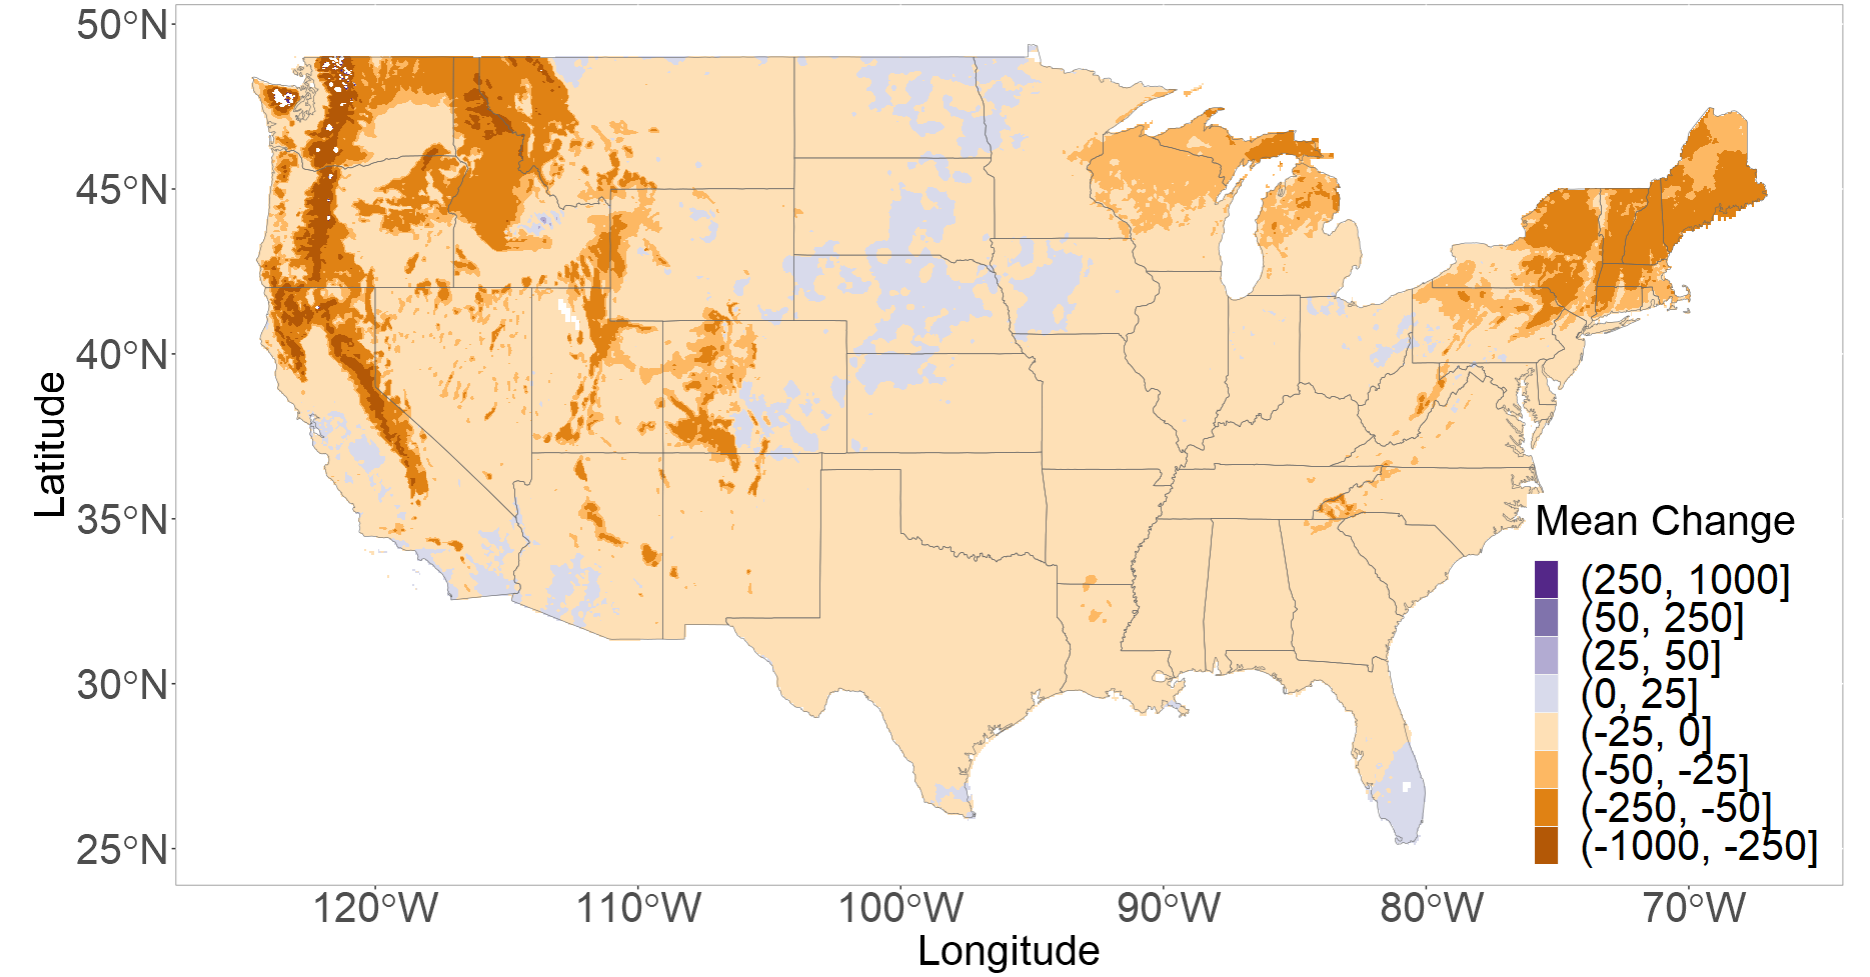 50°N
45°N
40°N
35°N
30°N
25°N
Latitude
120°W 110°W 100°W 90°W 80°W 70°W
Longitude
Mean Change
(250, 1000]
(50, 250]
(25, 50]
(0, 25]
(-25, 0]
(-50, -25]
(-250, -50]
(-1000, -250]